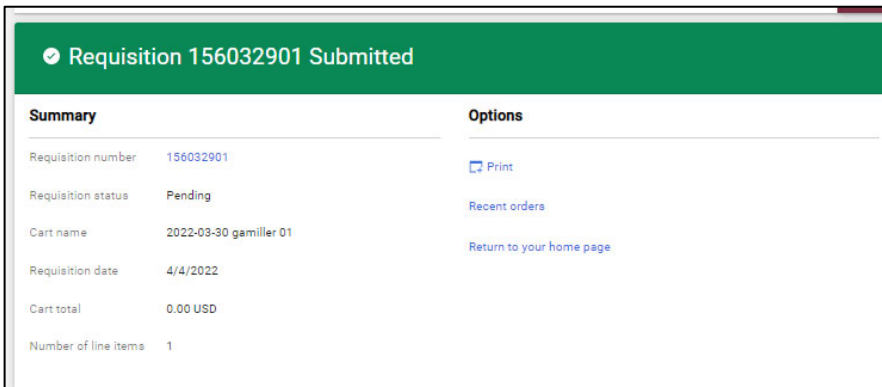 Requisition 156032901 Submitted
Summary
Requisition number 156032901
Requisition status Pending
Cart name 2022-03-30 gamiller 01
Requisition date 4/4/2022
Cart total 0.00 USD
Number of line items 1
Options
Print
Recent orders
Return to your home page